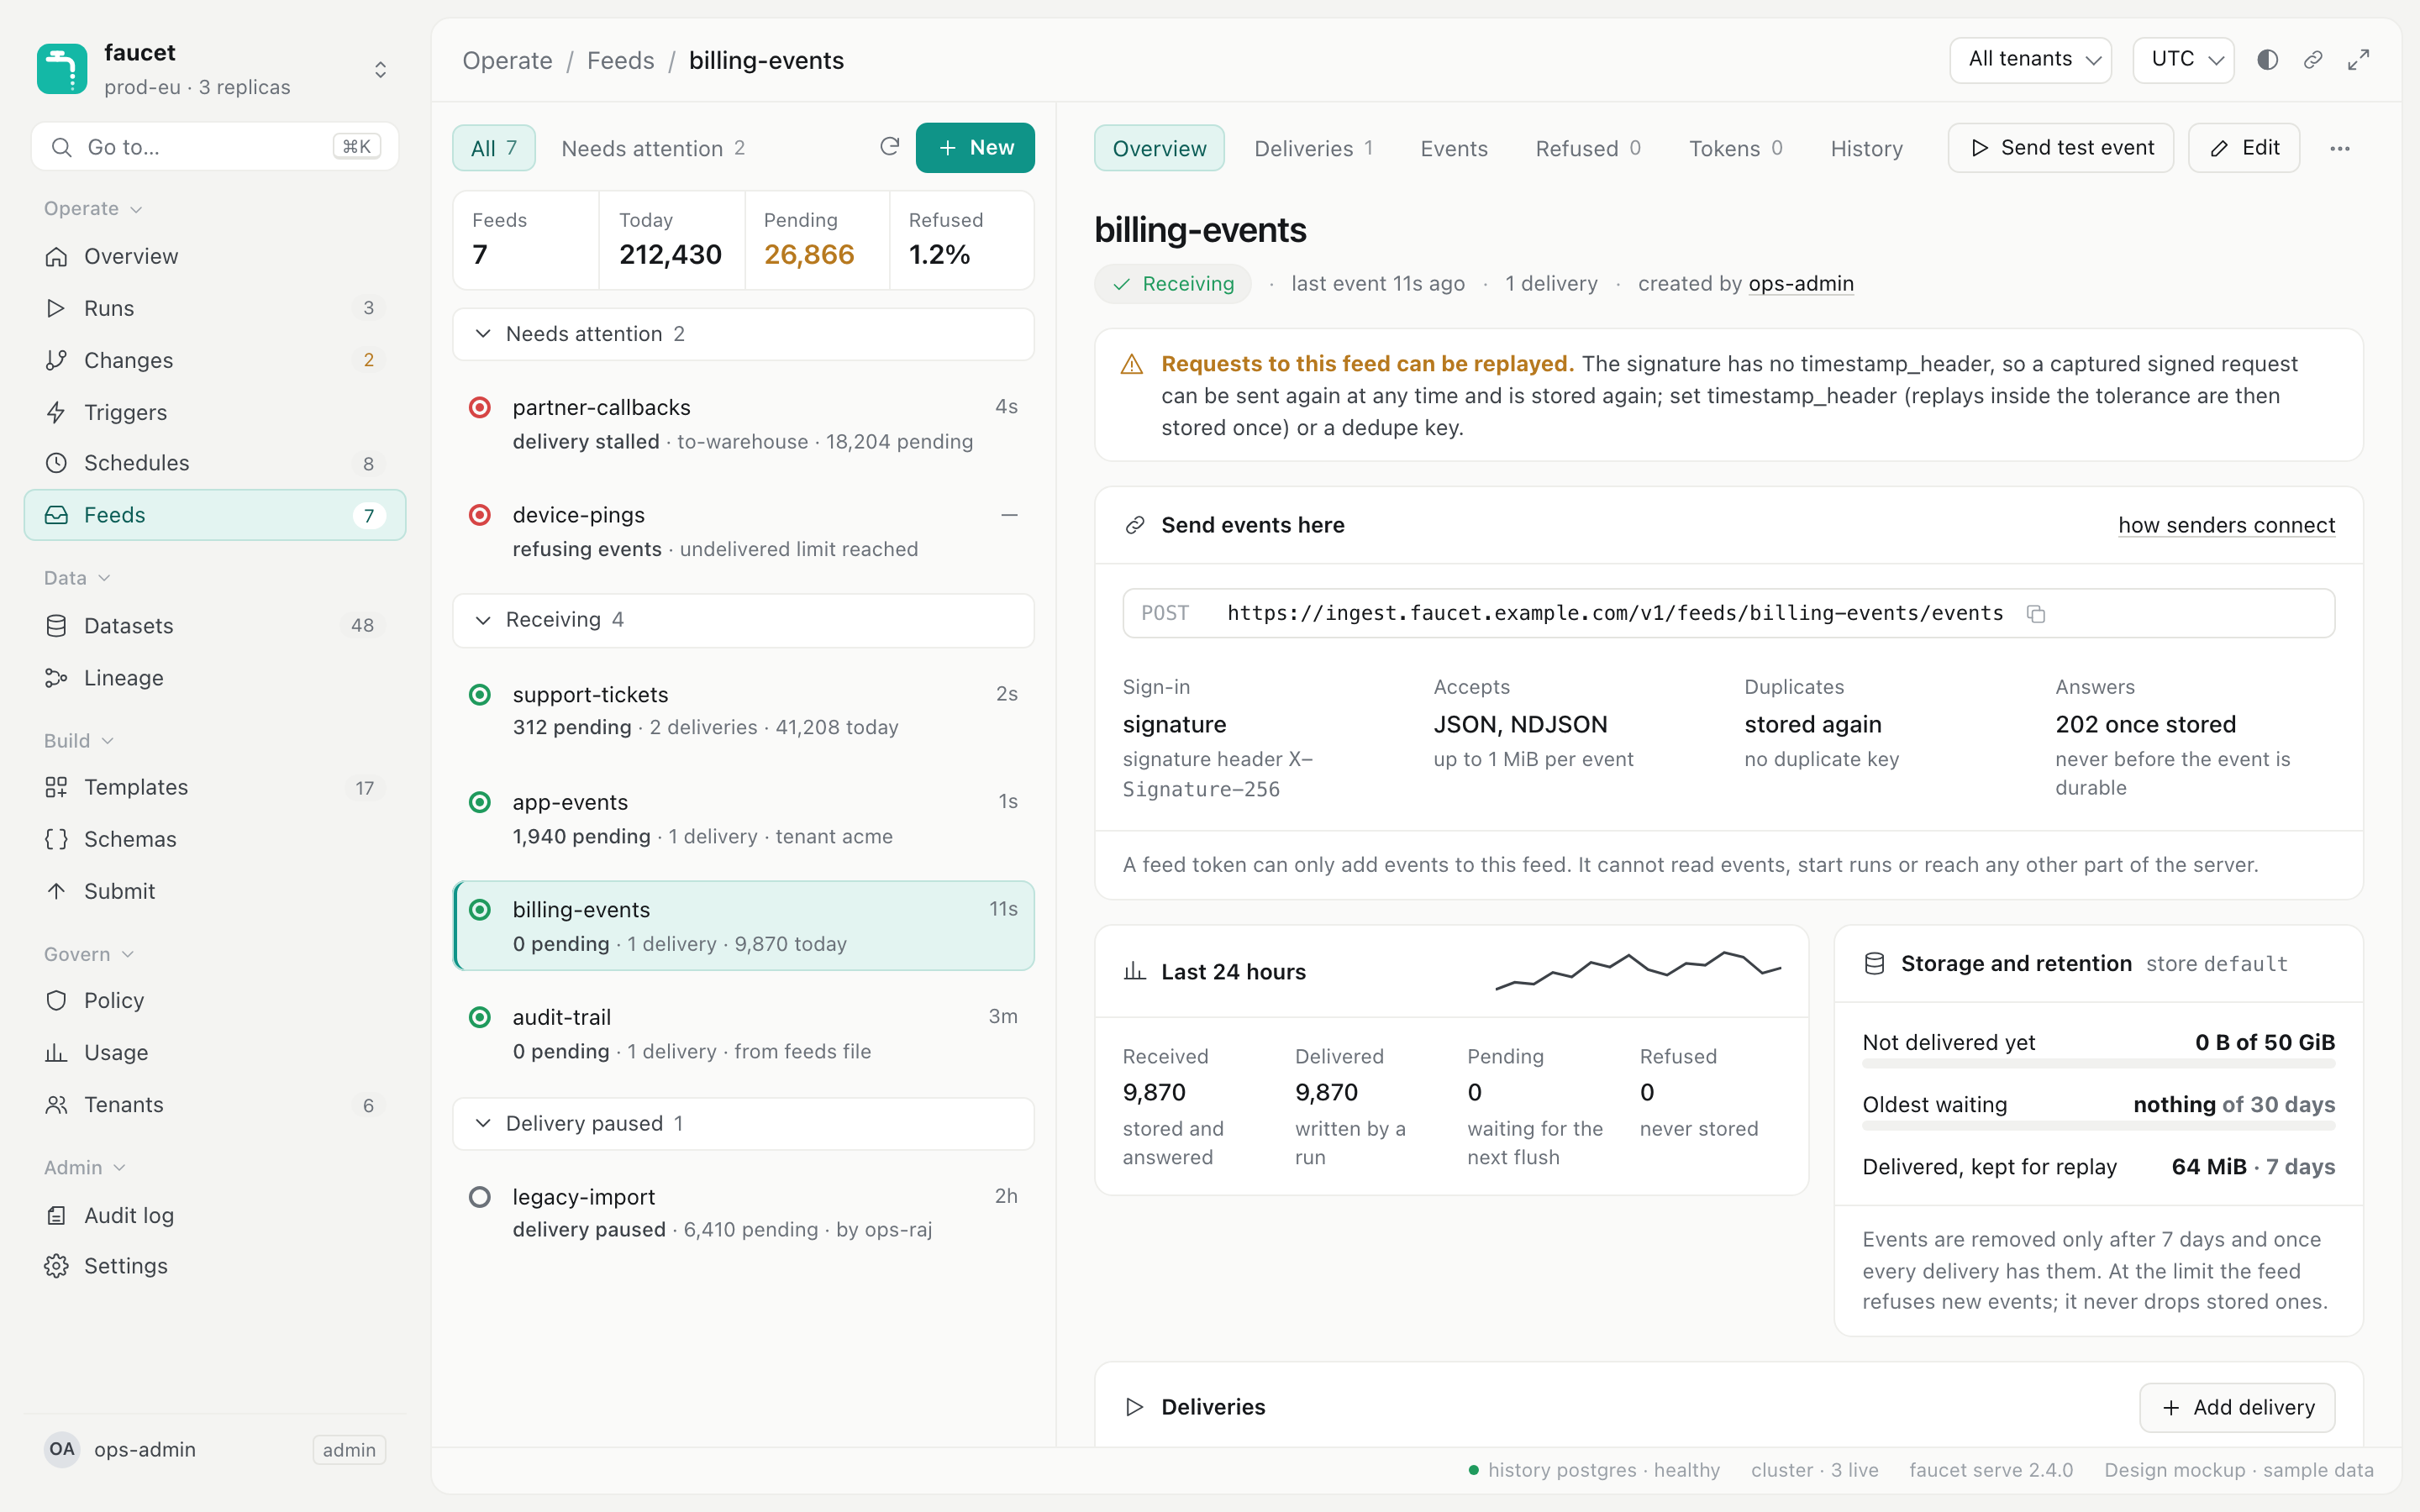 faucet
prod-eu · 3 replicas
Go to...
⌘K
Operate
Overview
Runs 3
Changes 2
Triggers
Schedules 8
Feeds 7
Data
Datasets 48
Lineage
Build
Templates 17
Schemas
Submit
Govern
Policy
Usage
Tenants 6
Admin
Audit log
Settings
OA ops-admin admin
Operate / Feeds / billing-events
All tenants
UTC
All 7
Needs attention 2
New
Feeds
7
Today
212,430
Pending
26,866
Refused
1.2%
Needs attention 2
partner-callbacks 4s
delivery stalled · to-warehouse · 18,204 pending
device-pings —
refusing events · undelivered limit reached
Receiving 4
support-tickets 2s
312 pending · 2 deliveries · 41,208 today
app-events 1s
1,940 pending · 1 delivery · tenant acme
billing-events 11s
0 pending · 1 delivery · 9,870 today
audit-trail 3m
0 pending · 1 delivery · from feeds file
Delivery paused 1
legacy-import 2h
delivery paused · 6,410 pending · by ops-raj
Overview
Deliveries 1
Events
Refused 0
Tokens 0
History
Send test event
Edit
billing-events
Receiving · last event 11s ago · 1 delivery · created by ops-admin
Requests to this feed can be replayed. The signature has no timestamp_header, so a captured signed request
can be sent again at any time and is stored again; set timestamp_header (replays inside the tolerance are then
stored once) or a dedupe key.
Send events here
how senders connect
POST https://ingest.faucet.example.com/v1/feeds/billing-events/events
Sign-in
signature
signature header X-
Signature-256
Accepts
JSON, NDJSON
up to 1 MiB per event
Duplicates
stored again
no duplicate key
Answers
202 once stored
never before the event is
durable
A feed token can only add events to this feed. It cannot read events, start runs or reach any other part of the server.
Last 24 hours
Received
9,870
stored and
answered
Delivered
9,870
written by a
run
Pending
0
waiting for the
next flush
Refused
0
never stored
Storage and retention store default
Not delivered yet 0 B of 50 GiB
Oldest waiting nothing of 30 days
Delivered, kept for replay 64 MiB · 7 days
Events are removed only after 7 days and once
every delivery has them. At the limit the feed
refuses new events; it never drops stored ones.
Deliveries
Add delivery
history postgres · healthy
cluster · 3 live
faucet serve 2.4.0
Design mockup · sample data